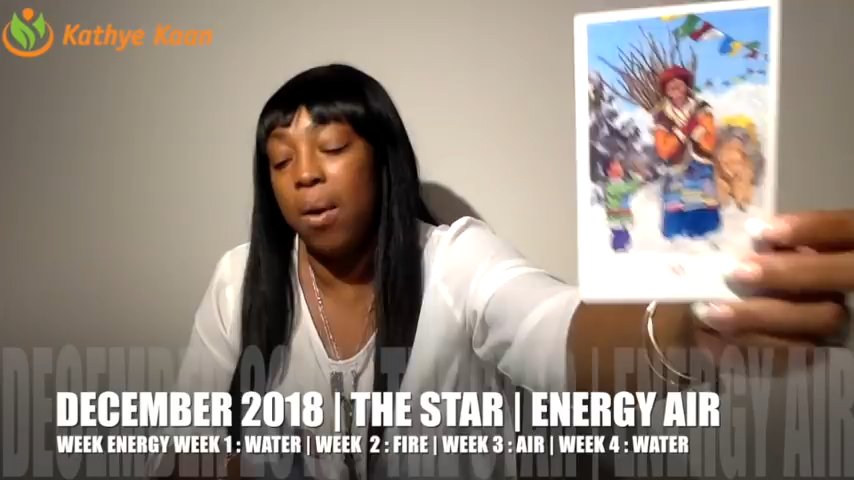 Kathye Koan
DECEMBER 2018 | THE STAR | ENERGY AIR
WEEK ENERGY WEEK 1 : WATER | WEEK 2 : FIRE | WEEK 3 : AIR | WEEK 4 : WATER